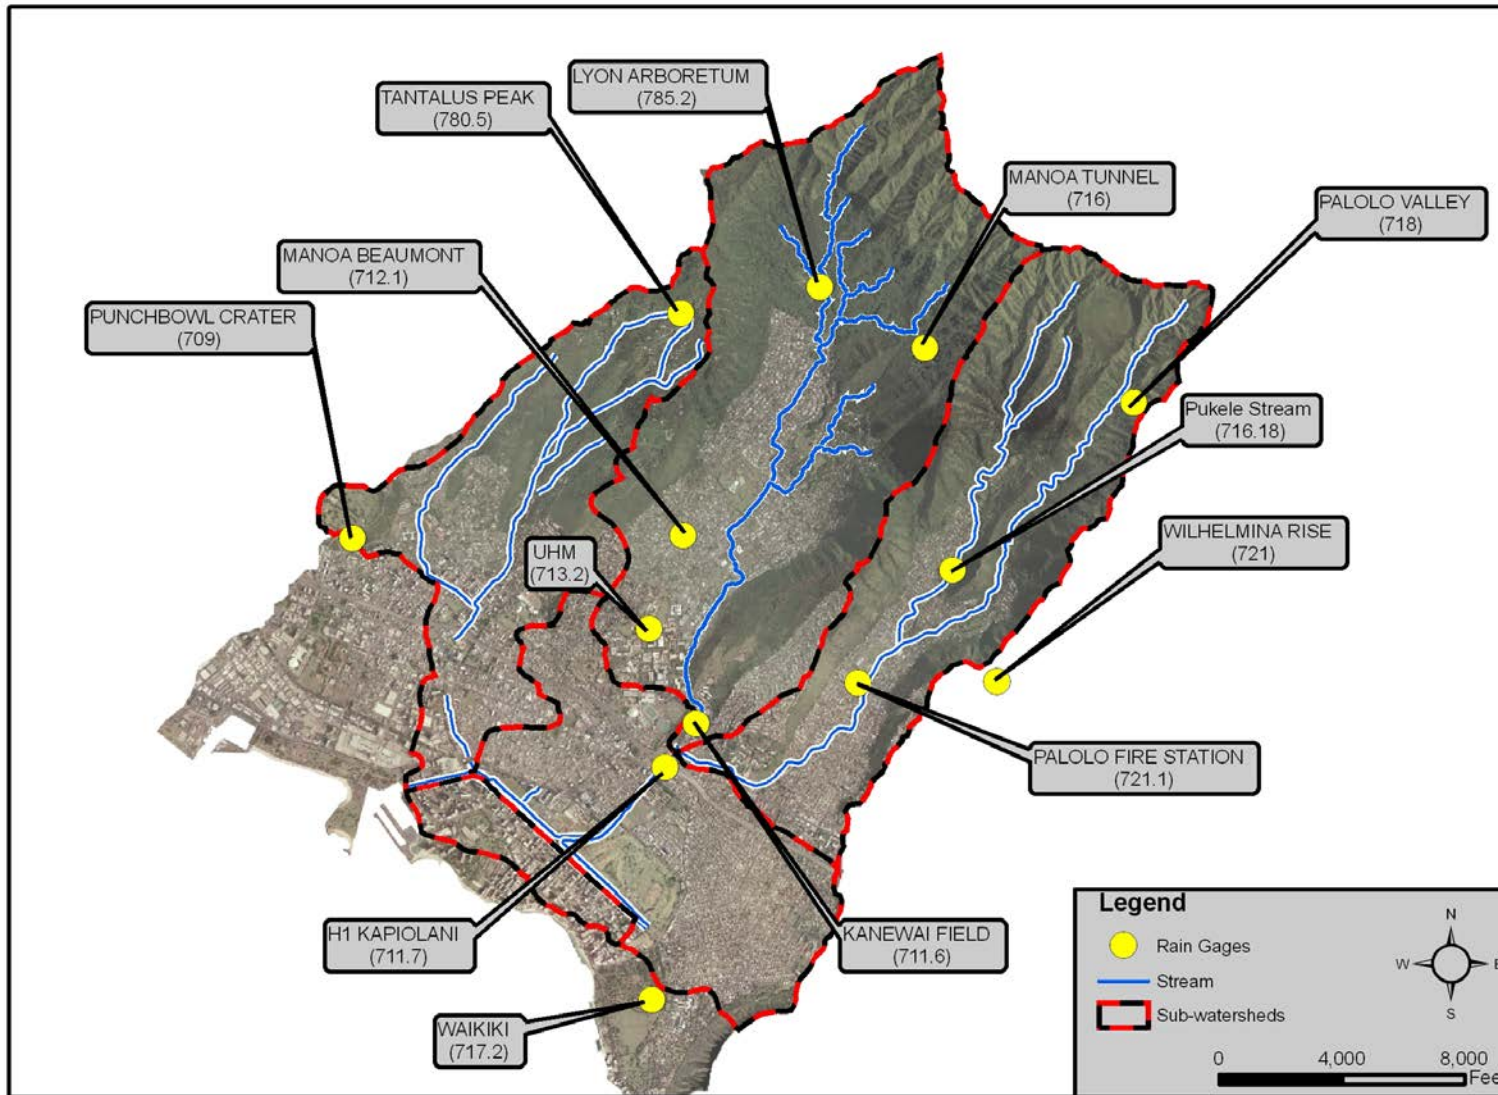 LYON ARBORETUM
(785.2)
TANTALUS PEAK
(780.5)
MANOA TUNNEL
(716)
PALOLO VALLEY
(718)
MANOA BEAUMONT
(712.1)
PUNCHBOWL CRATER
(709)
Pukele Stream
(716.18)
WILHELMINA RISE
(721)
UHM
(713.2)
PALOLO FIRE STATION
(721.1)
H1 KAPIOLANI
(711.7)
KANEWAI FIELD
(711.6)
WAIKIKI
(717.2)
Legend
Rain Gages
Stream
Sub-watersheds
N
W E
S
0 4,000 8,000
Fee